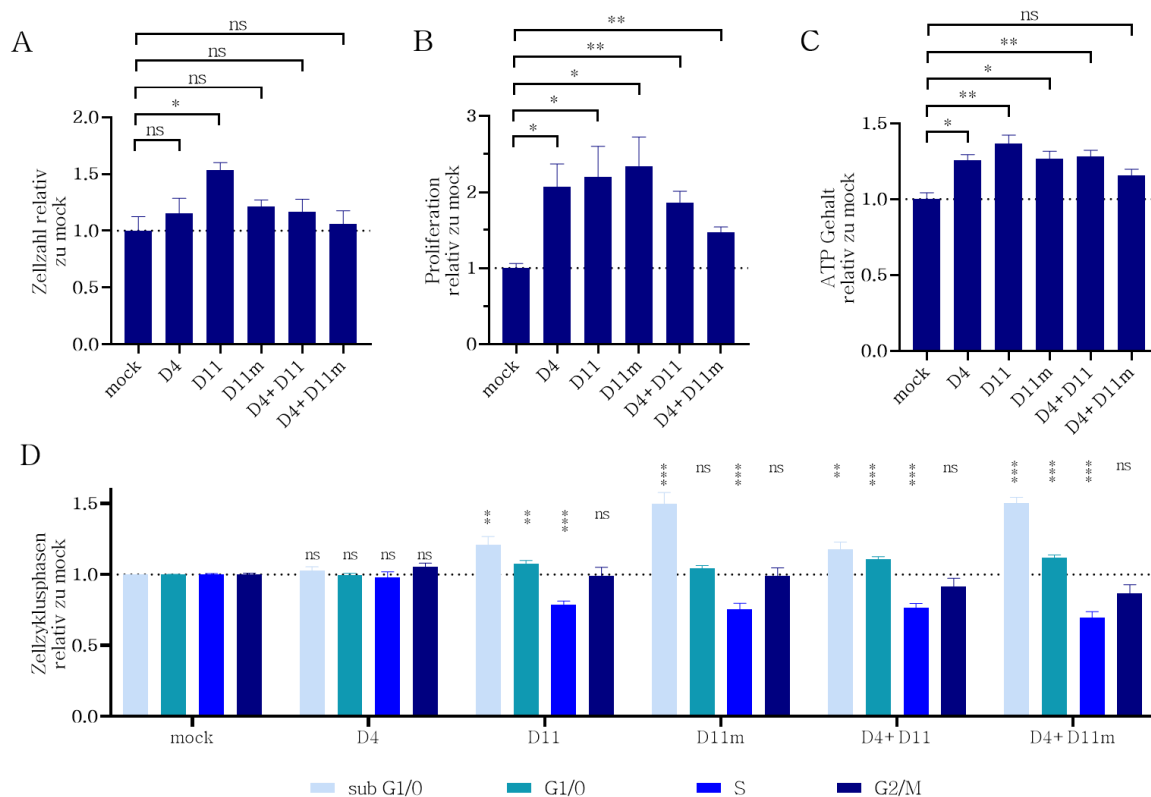 A
ns
ns
ns
*
ns
Zellzahl relativ
zu mock
2.0
1.5
1.0
0.5
0.0
mock
D4
D11
D11m
D4+D11
D4+D11m
B
**
**
*
*
*
Proliferation
relativ zu mock
3
2
1
0
mock
D4
D11
D11m
D4+D11
D4+D11m
C
ns
**
*
**
*
ATP Gehalt
relativ zu mock
1.5
1.0
0.5
0.0
mock
D4
D11
D11m
D4+D11
D4+D11m
D
Zellzyklusphasen
relativ zu mock
1.5
1.0
0.5
0.0
ns ns ns ns
** ** *** ns
*** ns *** ns
** *** *** ns
*** *** *** ns
mock D4 D11 D11m D4+D11 D4+D11m
sub G1/0 G1/0 S G2/M